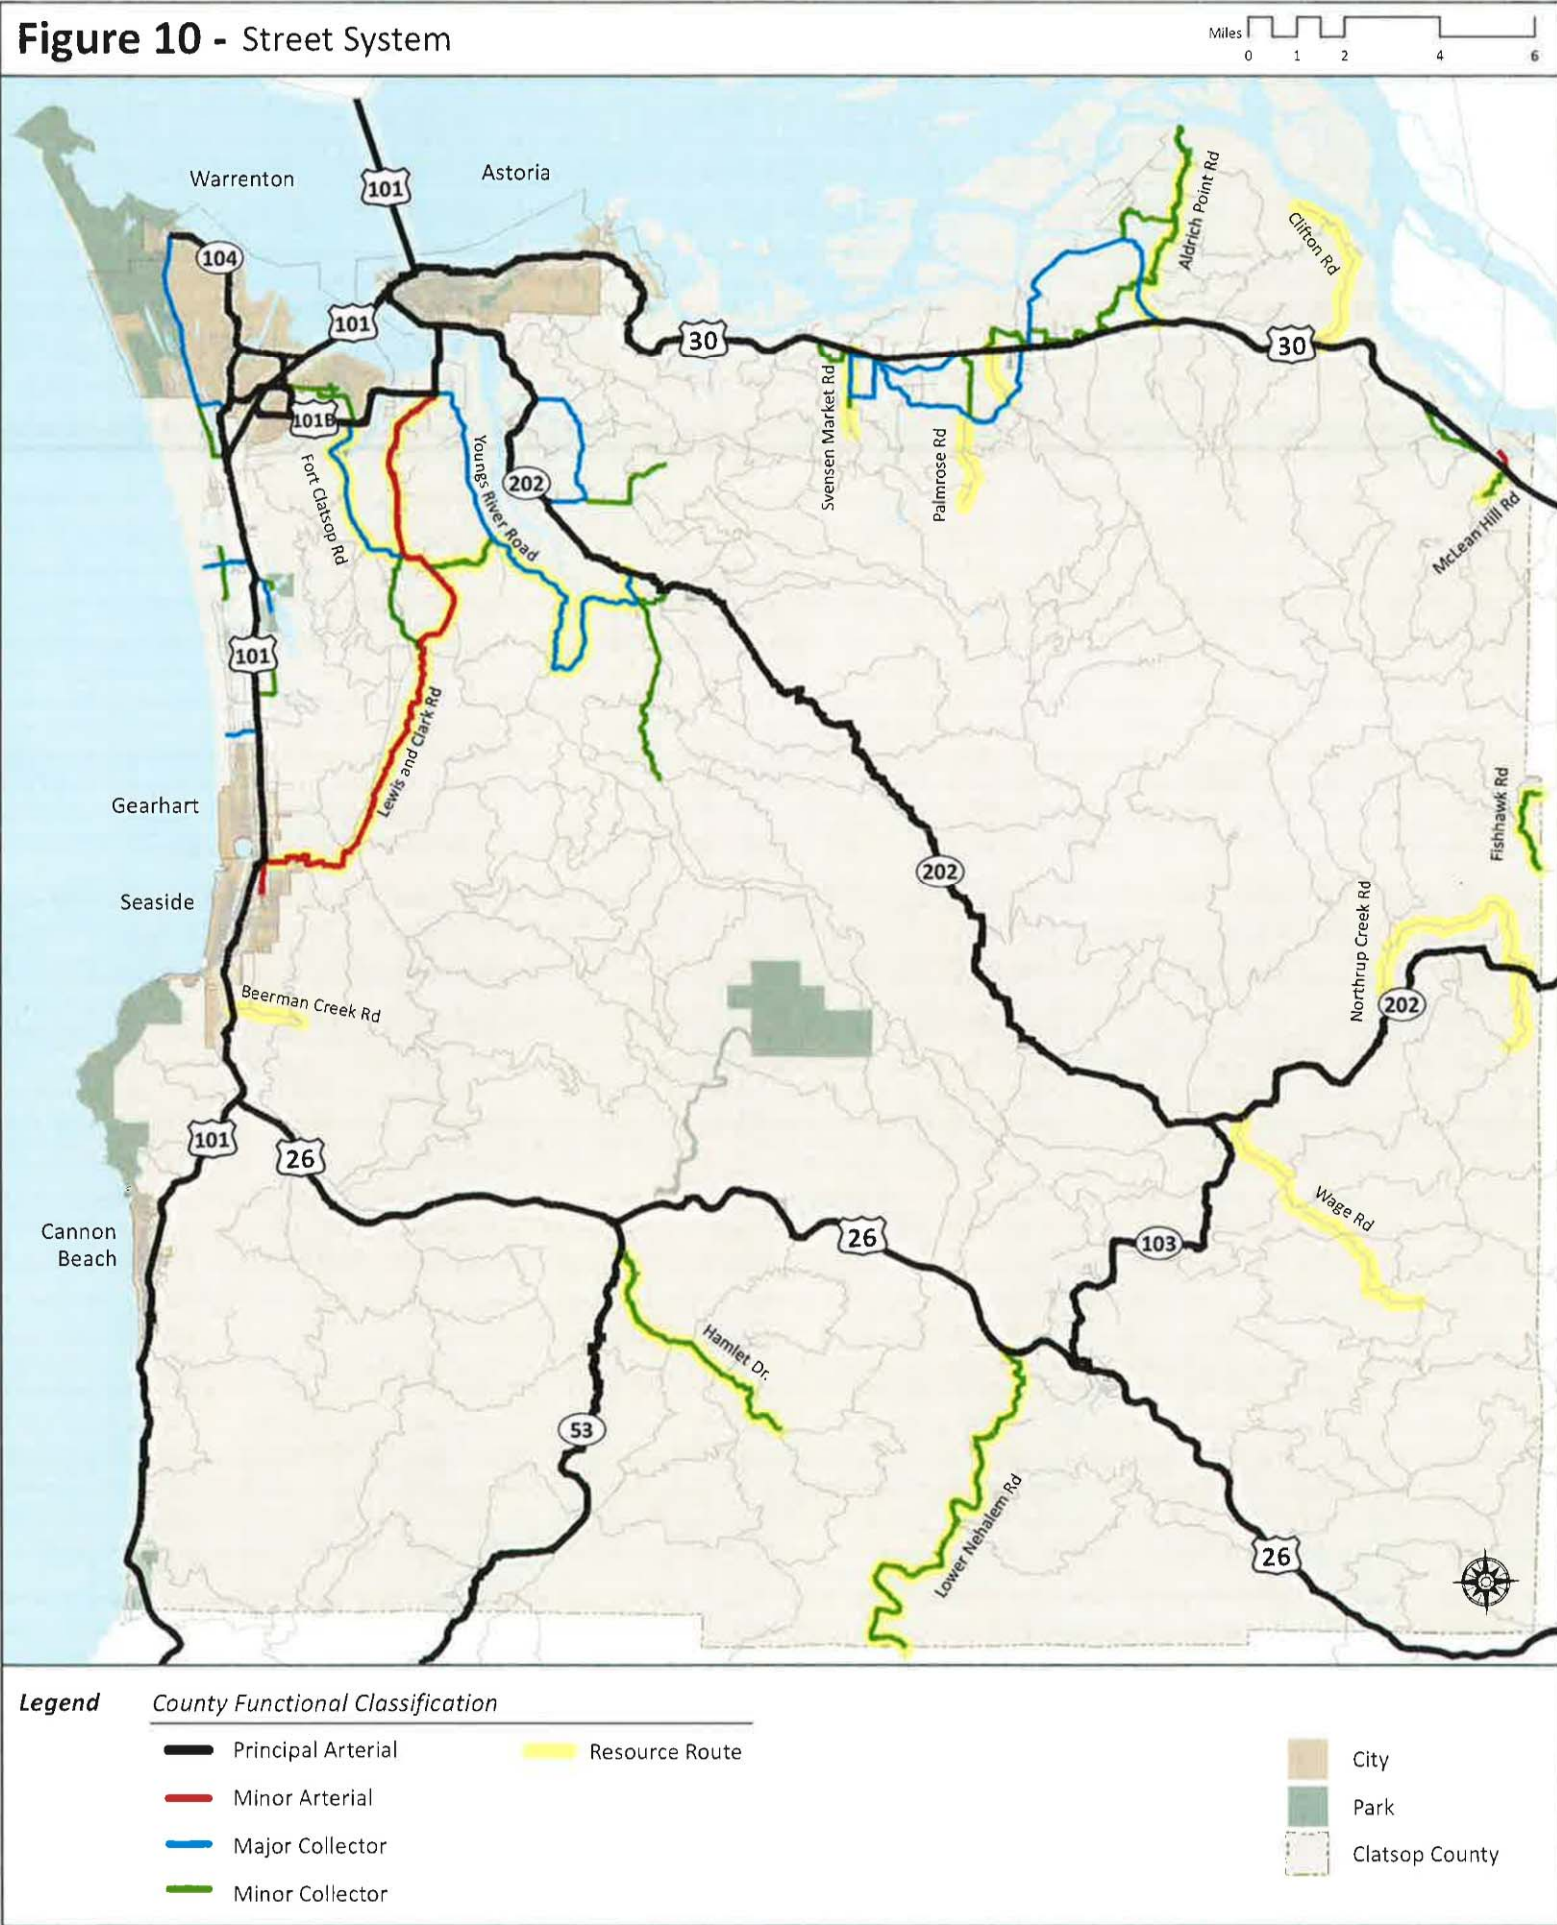 Figure 10 - Street System
Miles
0 1 2 4 6
Warrenton
Astoria
101
104
101
30
30
Aldrich Point Rd
Clifton Rd
101B
Svensen Market Rd
Palmrose Rd
McLean Hill Rd
Fort Clatsop Rd
Youngs River Road
202
101
Lewis and Clark Rd
Gearhart
Seaside
202
Fishhawk Rd
Northrup Creek Rd
202
Beerman Creek Rd
101
26
Cannon
Beach
26
103
Wage Rd
Hamlet Dr.
53
Lower Nehalem Rd
26
Legend
County Functional Classification
Principal Arterial
Minor Arterial
Major Collector
Minor Collector
Resource Route
City
Park
Clatsop County